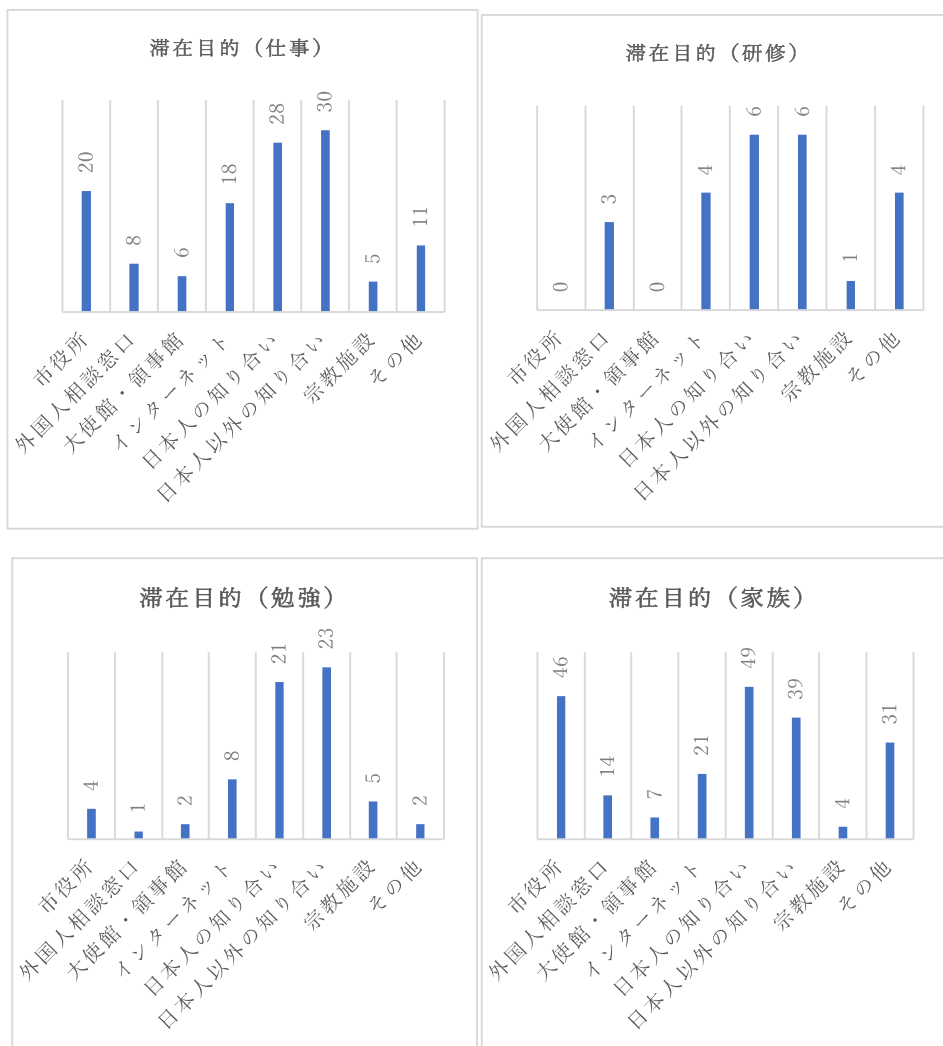 滞在目的（仕事）
20
8
6
18
28
30
5
11
市役所
外国人相談窓口
大使館・領事館
インターネット
日本人の知り合い
日本人以外の知り合い
宗教施設
その他
滞在目的（研修）
0
3
0
4
6
6
1
4
市役所
外国人相談窓口
大使館・領事館
インターネット
日本人の知り合い
日本人以外の知り合い
宗教施設
その他
滞在目的（勉強）
4
1
2
8
21
23
5
2
市役所
外国人相談窓口
大使館・領事館
インターネット
日本人の知り合い
日本人以外の知り合い
宗教施設
その他
滞在目的（家族）
46
14
7
21
49
39
4
31
市役所
外国人相談窓口
大使館・領事館
インターネット
日本人の知り合い
日本人以外の知り合い
宗教施設
その他